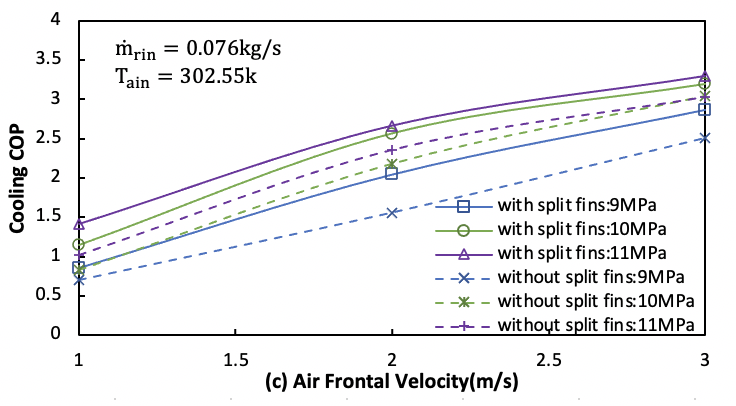 4
3.5
3
2.5
2
1.5
1
0.5
0
Cooling COP
ṁrin = 0.076kg/s
Tain = 302.55k
with split fins:9MPa
with split fins:10MPa
with split fins:11MPa
without split fins:9MPa
without split fins:10MPa
without split fins:11MPa
1 1.5 2 2.5 3
(c) Air Frontal Velocity(m/s)